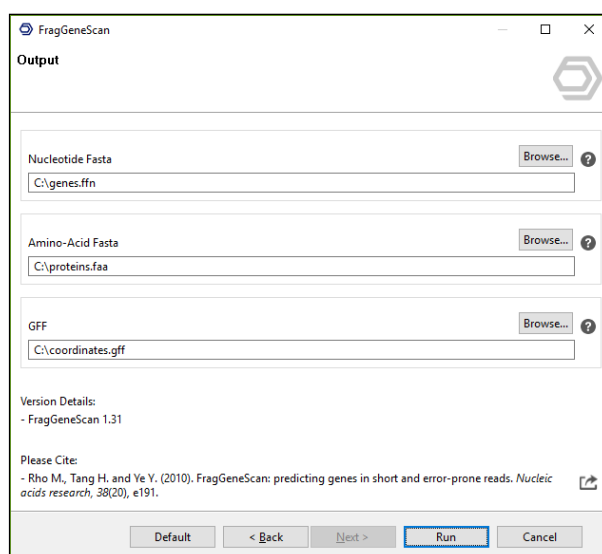 FragGeneScan
Output
Nucleotide Fasta
Browse...
?
C:\genes.ffn
Amino-Acid Fasta
Browse...
?
C:\proteins.faa
GFF
Browse...
?
C:\coordinates.gff
Version Details:
- FragGeneScan 1.31
Please Cite:
- Rho M., Tang H. and Ye Y. (2010). FragGeneScan: predicting genes in short and error-prone reads. Nucleic
acids research, 38(20), e191.
Default < Back Next > Run Cancel